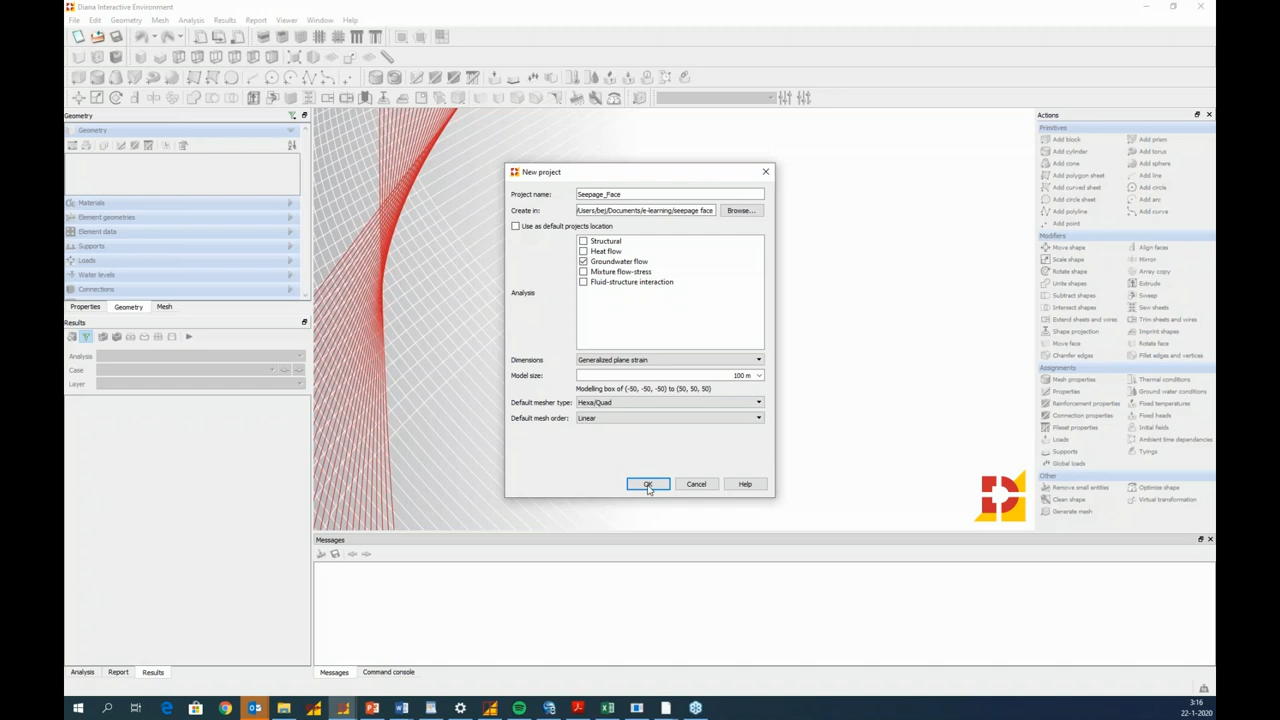 Diana Interactive Environment
File Edit Geometry Mesh Analysis Results Report Viewer Window Help
Geometry
Geometry
Materials
Element geometries
Element data
Supports
Loads
Water levels
Connections
Properties Geometry Mesh
Results
Analysis
Case
Layer
Analysis Report Results
New project
Project name: Seepage_Face
Create in: /Users/bej/Documents/e-learning/seepage face Browse...
Use as default projects location
Structural
Heat flow
Groundwater flow
Mixture flow-stress
Fluid-structure interaction
Analysis
Dimensions Generalized plane strain
Model size: 100 m
Modelling box of (-50, -50, -50) to (50, 50, 50)
Default mesher type: Hexa/Quad
Default mesh order: Linear
OK Cancel Help
Messages
Messages Command console
Actions
Primitives
Add block Add prism
Add cylinder Add torus
Add cone Add sphere
Add polygon sheet Add line
Add curved sheet Add circle
Add circle sheet Add arc
Add polyline Add curve
Add point
Modifiers
Move shape Align faces
Scale shape Mirror
Rotate shape Array copy
Unite shapes Extrude
Subtract shapes Sweep
Intersect shapes Sew sheets
Extend sheets and wires Trim sheets and wires
Shape projection Imprint shapes
Move face Rotate face
Chamfer edges Fillet edges and vertices
Assignments
Mesh properties Thermal conditions
Properties Ground water conditions
Reinforcement properties Fixed temperatures
Connection properties Fixed heads
Pileset properties Initial fields
Loads Ambient time dependencies
Supports Tyings
Global loads
Other
Remove small entities Optimise shape
Clean shape Virtual transformation
Generate mesh
3:16
22-1-2020